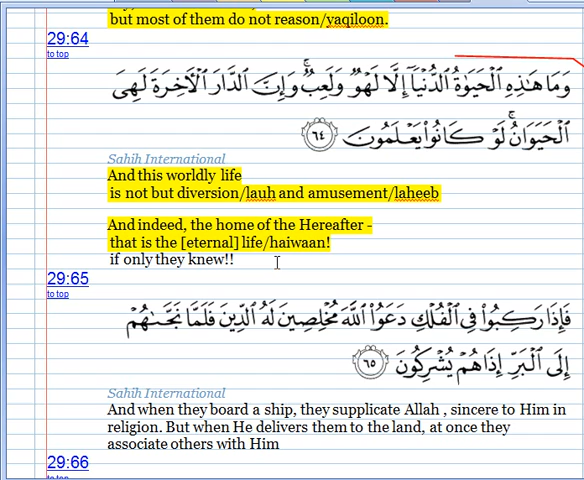 but most of them do not reason/yaqiloon.
29:64
to top
وَمَا هَٰذِهِ الْحَيَوٰةُ الدُّنْيَآ إِلَّا لَهْوٌ وَلَعِبٌ ۚ وَإِنَّ الدَّارَ الْآخِرَةَ لَهِىَ
الْحَيَوَانُ ۚ لَوْ كَانُوا۟ يَعْلَمُونَ ٦٤
Sahih International
And this worldly life
is not but diversion/lauh and amusement/laheeb
And indeed, the home of the Hereafter -
that is the [eternal] life/haiwaan!
if only they knew!!
29:65
to top
فَإِذَا رَكِبُوا۟ فِى الْفُلْكِ دَعَوُا۟ اللَّهَ مُخْلِصِينَ لَهُ الدِّينَ فَلَمَّا نَجَّىٰهُمْ
إِلَى الْبَرِّ إِذَا هُمْ يُشْرِكُونَ ٦٥
Sahih International
And when they board a ship, they supplicate Allah , sincere to Him in
religion. But when He delivers them to the land, at once they
associate others with Him
29:66
to top